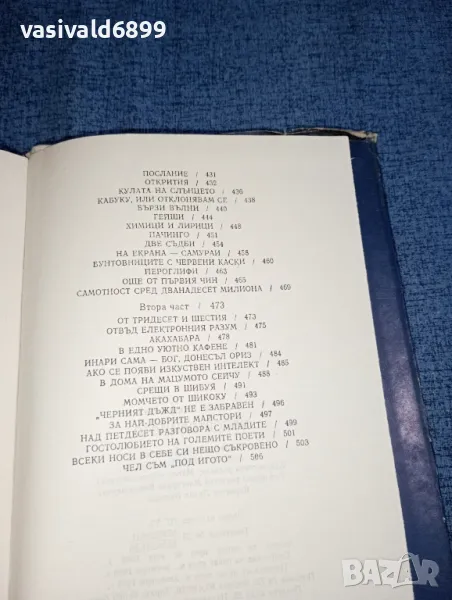 vasivald6899
ПОСЛАНИЕ / 431
ОТКРИТИЯ / 432
КУЛАТА НА СЛЪНЦЕТО / 436
КАБУКУ, ИЛИ ОТКЛОНЯВАМ СЕ / 438
БЪРЗИ ВЪЛНИ / 440
ГЕЙШИ / 444
ХИМИЦИ И ЛИРИЦИ / 448
ПАЧИНГО / 451
ДВЕ СЪДБИ / 454
НА ЕКРАНА — САМУРАИ / 458
БУНТОВНИЦИТЕ С ЧЕРВЕНИ КАСКИ / 460
ИЕРОГЛИФИ / 463
ОЩЕ ОТ ПЪРВИЯ ЧИН / 465
САМОТНОСТ СРЕД ДВАНАДЕСЕТ МИЛИОНА / 469
Втора част / 473
ОТ ТРИДЕСЕТ И ШЕСТИЯ / 473
ОТВЪД ЕЛЕКТРОННИЯ РАЗУМ / 475
АКАХАБАРА / 478
В ЕДНО УЮТНО КАФЕНЕ / 481
ИНАРИ САМА — БОГ, ДОНЕСЪЛ ОРИЗ / 484
АКО СЕ ПОЯВИ ИЗКУСТВЕН ИНТЕЛЕКТ / 485
В ДОМА НА МАЦУМОТО СЕЙЧУ / 488
СРЕЩИ В ШИБУЯ / 491
МОМЧЕТО ОТ ШИКОКУ / 493
„ЧЕРНИЯТ ДЪЖД“ НЕ Е ЗАБРАВЕН / 496
ЗА НАЙ-ДОБРИТЕ МАЙСТОРИ / 497
НАД ПЕТДЕСЕТ РАЗГОВОРА С МЛАДИТЕ / 499
ГОСТОЛЮБИЕТО НА ГОЛЕМИТЕ ПОЕТИ / 501
ВСЕКИ НОСИ В СЕБЕ СИ НЕЩО СЪКРОВЕНО / 503
ЧЕЛ СЪМ „ПОД ИГОТО“ / 506
BAZAR